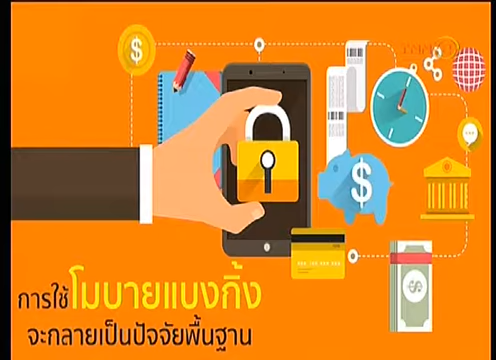 การใช้โมบายแบงกิ้ง
จะกลายเป็นปัจจัยพื้นฐาน